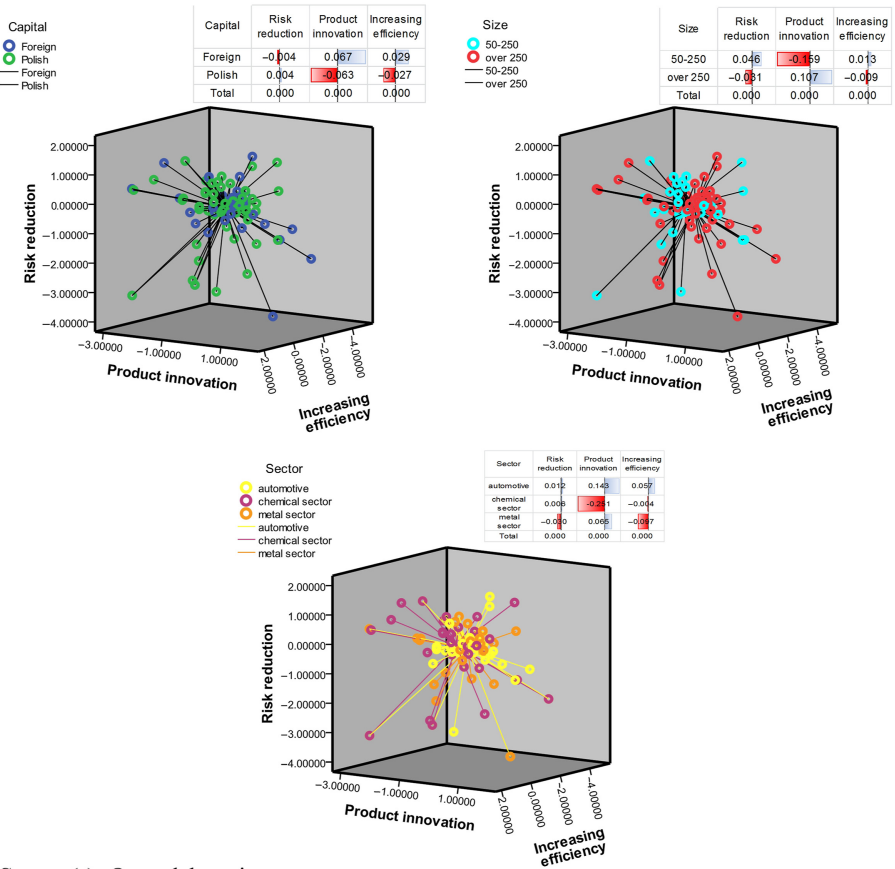 Capital
Foreign
Polish
Foreign
Polish
Capital Risk reduction Product innovation Increasing efficiency
Foreign −0.004 0.067 0.029
Polish 0.004 -0.063 −0.027
Total 0.000 0.000 0.000
2.00000
1.00000
0.00000
−1.00000
−2.00000
−3.00000
−4.00000
Risk reduction
−3.00000 −1.00000 1.00000
Product innovation
2.00000 0.00000 −2.00000 −4.00000
Increasing
efficiency
Size
50-250
over 250
50-250
over 250
Size Risk reduction Product innovation Increasing efficiency
50-250 0.046 -0.159 0.013
over 250 −0.031 0.107 −0.009
Total 0.000 0.000 0.000
2.00000
1.00000
0.00000
−1.00000
−2.00000
−3.00000
−4.00000
Risk reduction
−3.00000 −1.00000 1.00000
Product innovation
2.00000 0.00000 −2.00000 −4.00000
Increasing
efficiency
Sector
automotive
chemical sector
metal sector
automotive
chemical sector
metal sector
Sector Risk reduction Product innovation Increasing efficiency
automotive 0.012 0.143 0.057
chemical sector 0.006 -0.251 −0.004
metal sector −0.030 0.065 −0.097
Total 0.000 0.000 0.000
2.00000
1.00000
0.00000
−1.00000
−2.00000
−3.00000
−4.00000
Risk reduction
−3.00000 −1.00000 1.00000
Product innovation
2.00000 0.00000 −2.00000 −4.00000
Increasing
efficiency